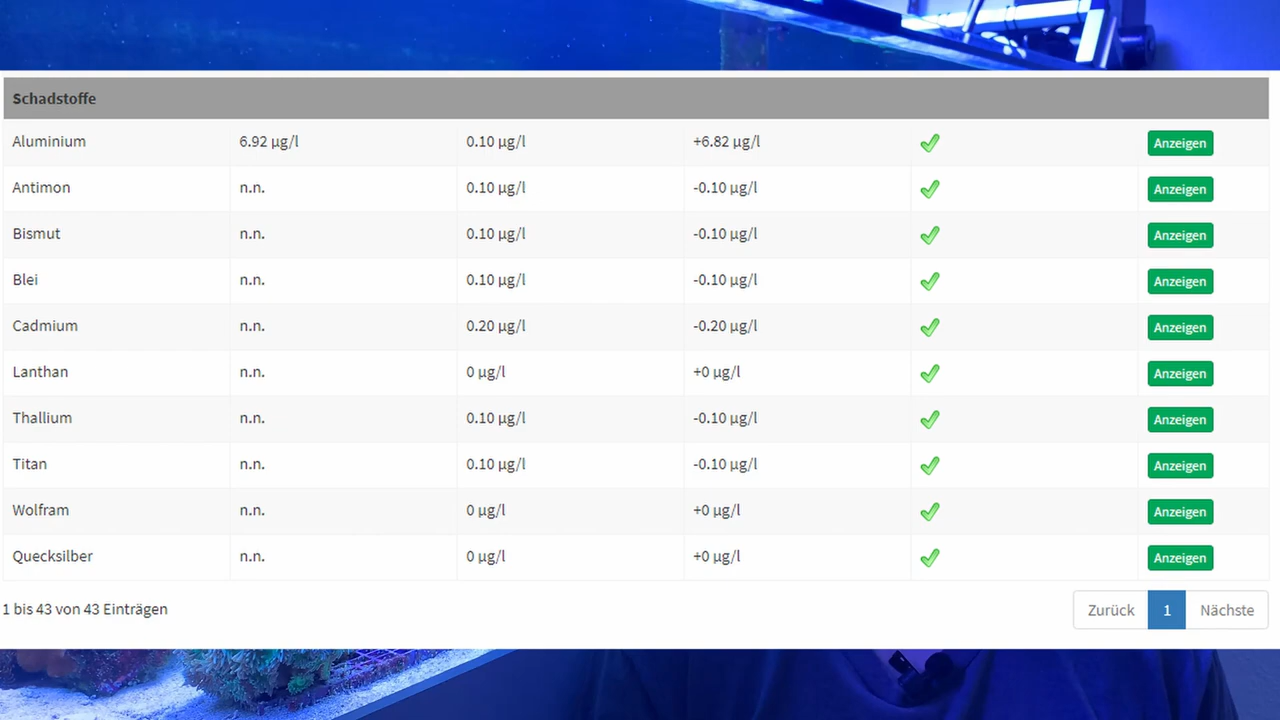 Schadstoffe
Aluminium 6.92 µg/l 0.10 µg/l +6.82 µg/l Anzeigen
Antimon n.n. 0.10 µg/l -0.10 µg/l Anzeigen
Bismut n.n. 0.10 µg/l -0.10 µg/l Anzeigen
Blei n.n. 0.10 µg/l -0.10 µg/l Anzeigen
Cadmium n.n. 0.20 µg/l -0.20 µg/l Anzeigen
Lanthan n.n. 0 µg/l +0 µg/l Anzeigen
Thallium n.n. 0.10 µg/l -0.10 µg/l Anzeigen
Titan n.n. 0.10 µg/l -0.10 µg/l Anzeigen
Wolfram n.n. 0 µg/l +0 µg/l Anzeigen
Quecksilber n.n. 0 µg/l +0 µg/l Anzeigen
1 bis 43 von 43 Einträgen Zurück 1 Nächste